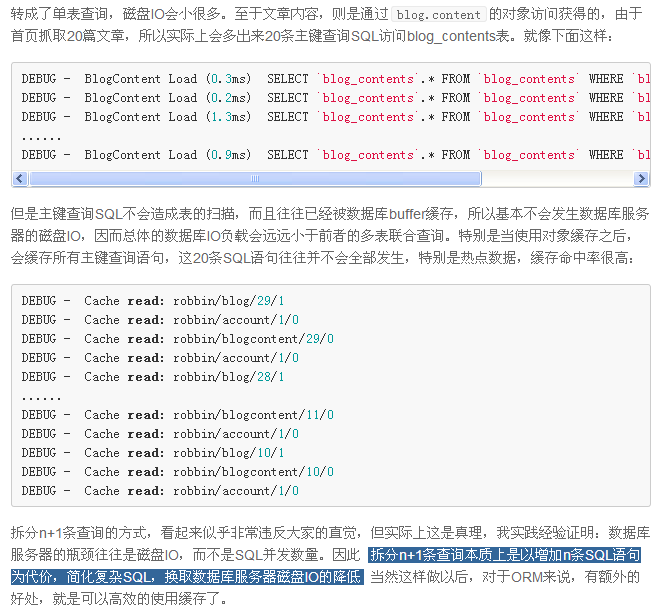 转成了单表查询，磁盘IO会小很多。至于文章内容，则是通过 blog.content 的对象访问获得的，由于
首页抓取20篇文章，所以实际上会多出来20条主键查询SQL访问blog_contents表。就像下面这样：
DEBUG -  BlogContent Load (0.3ms)  SELECT `blog_contents`.* FROM `blog_contents` WHERE `bl
DEBUG -  BlogContent Load (0.2ms)  SELECT `blog_contents`.* FROM `blog_contents` WHERE `bl
DEBUG -  BlogContent Load (1.3ms)  SELECT `blog_contents`.* FROM `blog_contents` WHERE `bl
......
DEBUG -  BlogContent Load (0.9ms)  SELECT `blog_contents`.* FROM `blog_contents` WHERE `bl
但是主键查询SQL不会造成表的扫描，而且往往已经被数据库buffer缓存，所以基本不会发生数据库服务
器的磁盘IO，因而总体的数据库IO负载会远远小于前者的多表联合查询。特别是当使用对象缓存之后，
会缓存所有主键查询语句，这20条SQL语句往往并不会全部发生，特别是热点数据，缓存命中率很高：
DEBUG -  Cache read: robbin/blog/29/1
DEBUG -  Cache read: robbin/account/1/0
DEBUG -  Cache read: robbin/blogcontent/29/0
DEBUG -  Cache read: robbin/account/1/0
DEBUG -  Cache read: robbin/blog/28/1
......
DEBUG -  Cache read: robbin/blogcontent/11/0
DEBUG -  Cache read: robbin/account/1/0
DEBUG -  Cache read: robbin/blog/10/1
DEBUG -  Cache read: robbin/blogcontent/10/0
DEBUG -  Cache read: robbin/account/1/0
拆分n+1条查询的方式，看起来似乎非常违反大家的直觉，但实际上这是真理，我实践经验证明：数据库
服务器的瓶颈往往是磁盘IO，而不是SQL并发数量。因此 拆分n+1条查询本质上是以增加n条SQL语句
为代价，简化复杂SQL，换取数据库服务器磁盘IO的降低 当然这样做以后，对于ORM来说，有额外的
好处，就是可以高效的使用缓存了。